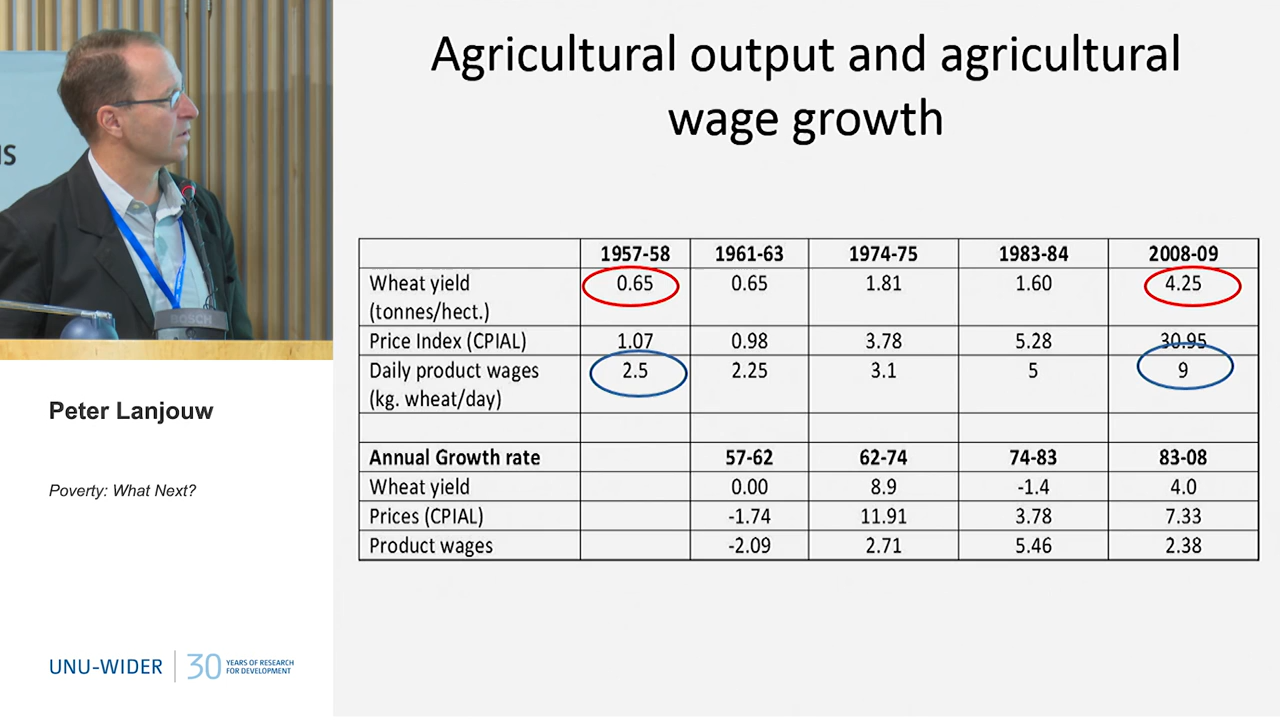 Agricultural output and agricultural
wage growth
IS
BOSCH
1957-58 1961-63 1974-75 1983-84 2008-09
Wheat yield 0.65 0.65 1.81 1.60 4.25
(tonnes/hect.)
Price Index (CPIAL) 1.07 0.98 3.78 5.28 30.95
Daily product wages 2.5 2.25 3.1 5 9
(kg. wheat/day)
Annual Growth rate 57-62 62-74 74-83 83-08
Wheat yield 0.00 8.9 -1.4 4.0
Prices (CPIAL) -1.74 11.91 3.78 7.33
Product wages -2.09 2.71 5.46 2.38
Peter Lanjouw
Poverty: What Next?
UNU-WIDER 30 YEARS OF RESEARCH
FOR DEVELOPMENT